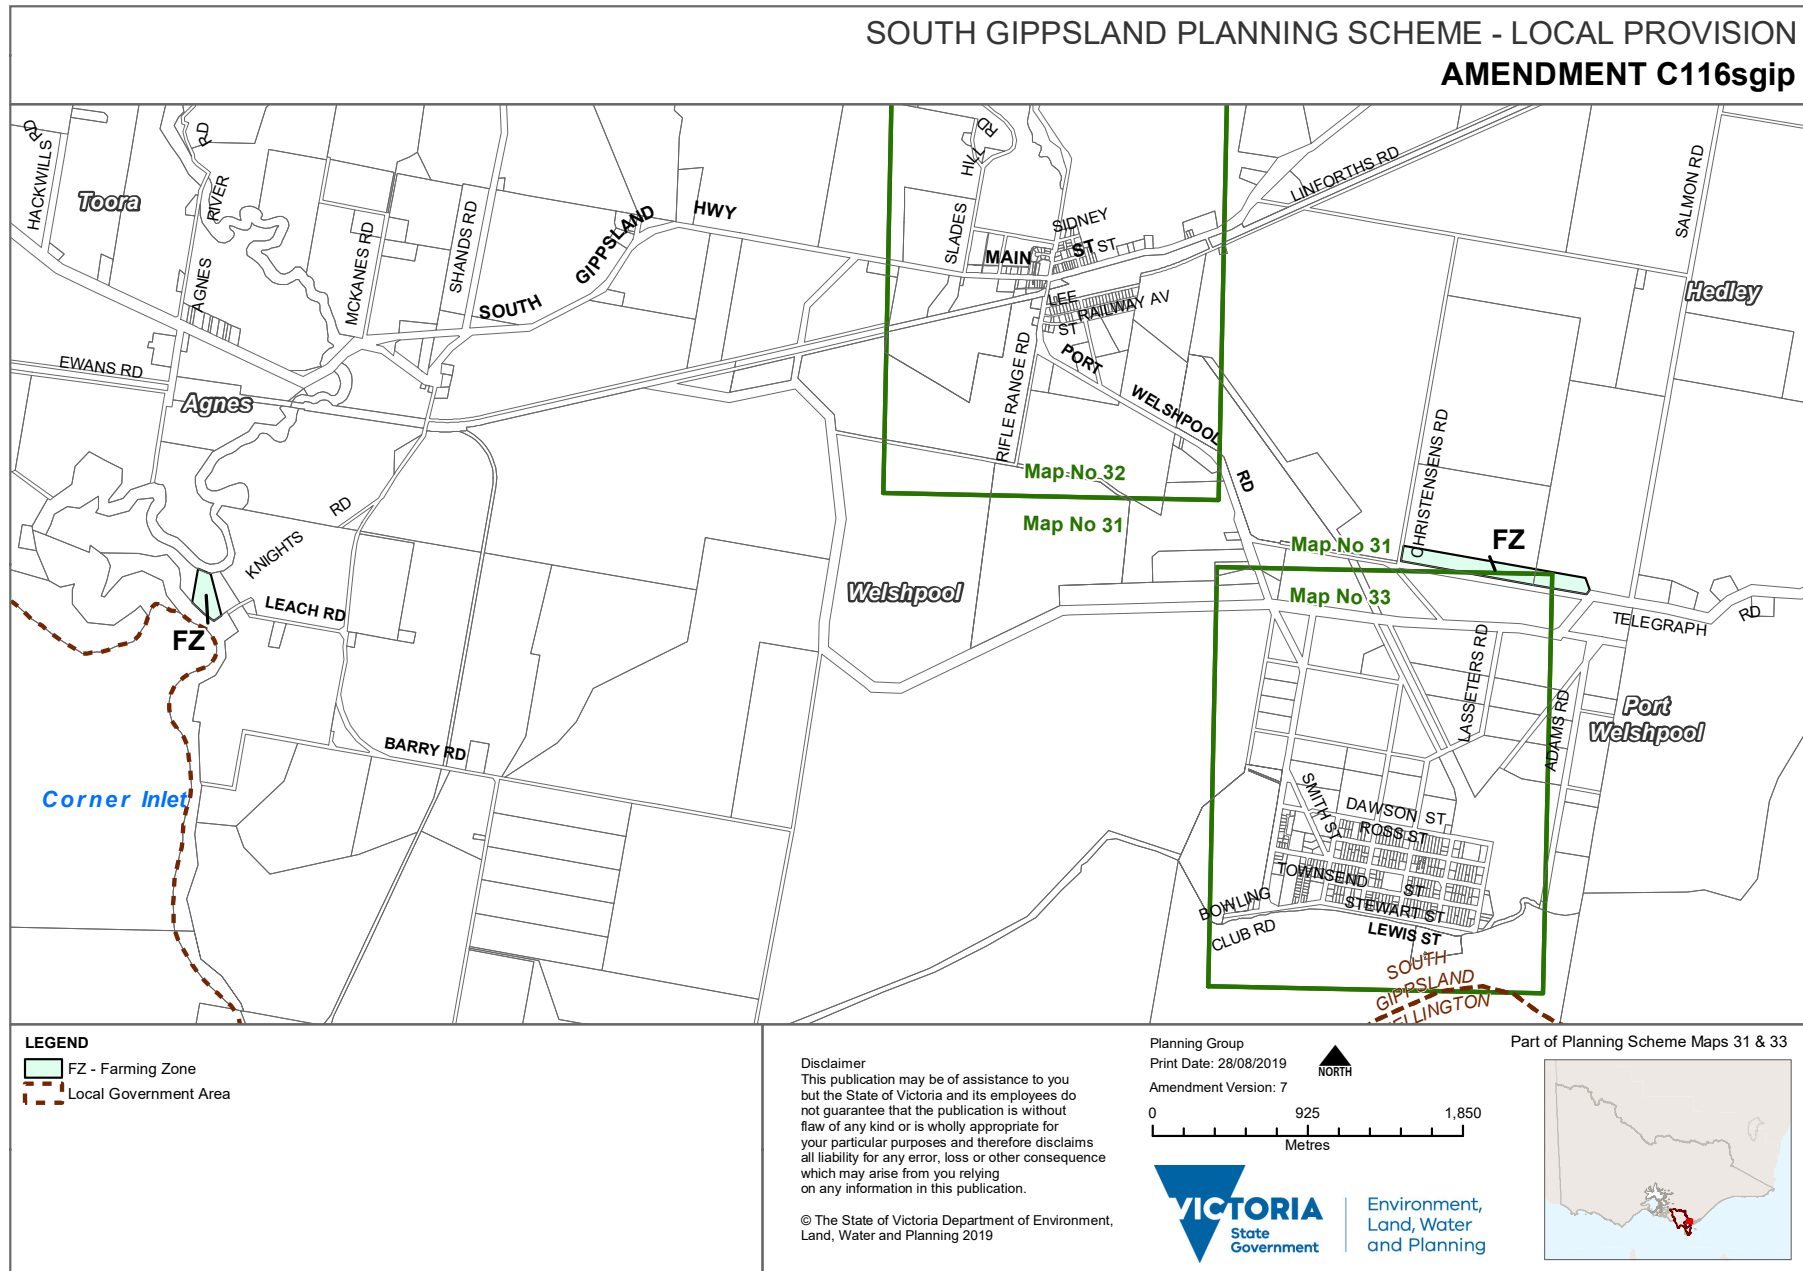 SOUTH GIPPSLAND PLANNING SCHEME - LOCAL PROVISION
AMENDMENT C116sgip
HACKWILLS
RD
Toora
RD
RIVER
AGNES
MCKANES RD
SHANDS RD
SOUTH
GIPPSLAND
HWY
SLADES
HILL
RD
SIDNEY
ST
MAIN
ST
LEE
ST
RAILWAY AV
LINFORTHS RD
SALMON RD
Hedley
EWANS RD
Agnes
RIFLE RANGE RD
PORT
WELSHPOOL
RD
CHRISTENSENS RD
Map No 32
Map No 31
Map No 31
Map No 33
FZ
KNIGHTS
RD
LEACH RD
FZ
Welshpool
TELEGRAPH
RD
LASSETERS RD
ADAMS RD
Port
Welshpool
BARRY RD
Corner Inlet
SMITH ST
DAWSON ST
ROSS ST
TOWNSEND
ST
STEWART ST
BOWLING
CLUB RD
LEWIS ST
SOUTH
GIPPSLAND
ELLINGTON
LEGEND
FZ - Farming Zone
Local Government Area
Disclaimer
This publication may be of assistance to you
but the State of Victoria and its employees do
not guarantee that the publication is without
flaw of any kind or is wholly appropriate for
your particular purposes and therefore disclaims
all liability for any error, loss or other consequence
which may arise from you relying
on any information in this publication.
© The State of Victoria Department of Environment,
Land, Water and Planning 2019
Planning Group
Print Date: 28/08/2019
Amendment Version: 7
NORTH
0 925 1,850
Metres
VICTORIA
State
Government
Environment,
Land, Water
and Planning
Part of Planning Scheme Maps 31 & 33